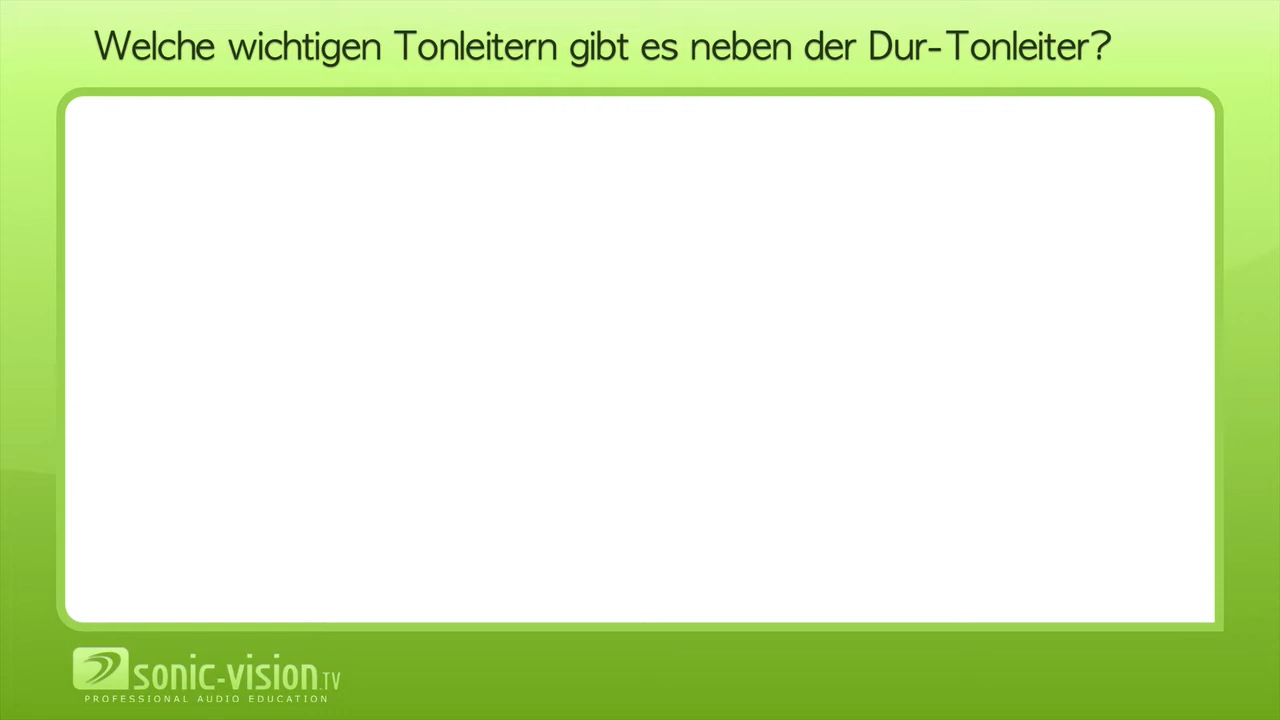 Welche wichtigen Tonleitern gibt es neben der Dur-Tonleiter?
sonic-vision.TV
PROFESSIONAL AUDIO EDUCATION